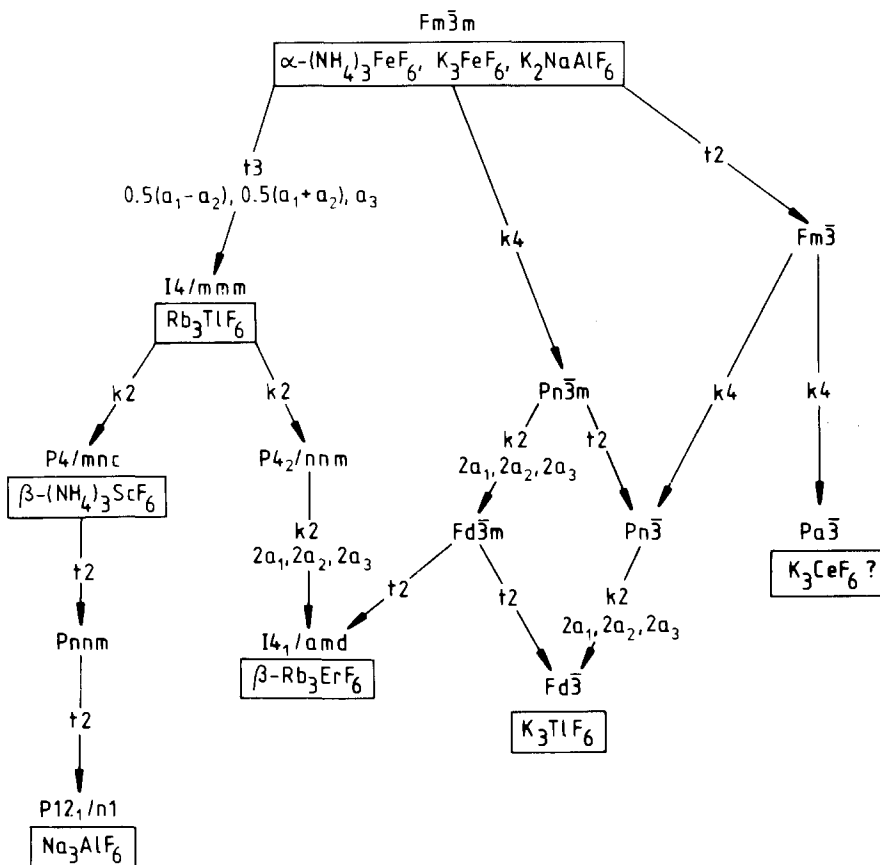 Fm3̄m
α-(NH₄)₃FeF₆, K₃FeF₆, K₂NaAlF₆
t3
0.5(a₁-a₂), 0.5(a₁+a₂), a₃
t2
k4
Fm3̄
I4/mmm
Rb₃TlF₆
k2
k2
Pn3̄m
k4
k4
k2
2a₁, 2a₂, 2a₃
t2
P4/mnc
β-(NH₄)₃ScF₆
P4₂/nnm
k2
2a₁, 2a₂, 2a₃
Fd3̄m
Pn3̄
Pa3̄
K₃CeF₆ ?
t2
t2
t2
k2
2a₁, 2a₂, 2a₃
Pnnm
I4₁/amd
β-Rb₃ErF₆
Fd3̄
K₃TlF₆
t2
P12₁/n1
Na₃AlF₆